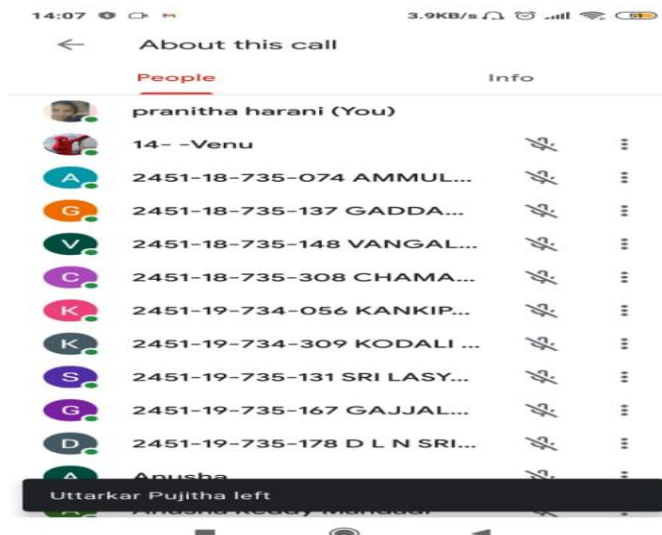 14:07 3.9KB/s 51
About this call
People Info
pranitha harani (You)
14- -Venu
A 2451-18-735-074 AMMUL...
G 2451-18-735-137 GADDA...
V 2451-18-735-148 VANGAL...
C 2451-18-735-308 CHAMA...
K 2451-19-734-056 KANKIP...
K 2451-19-734-309 KODALI ...
S 2451-19-735-131 SRI LASY...
G 2451-19-735-167 GAJJAL...
D 2451-19-735-178 D L N SRI...
A Anusha
Uttarkar Pujitha left